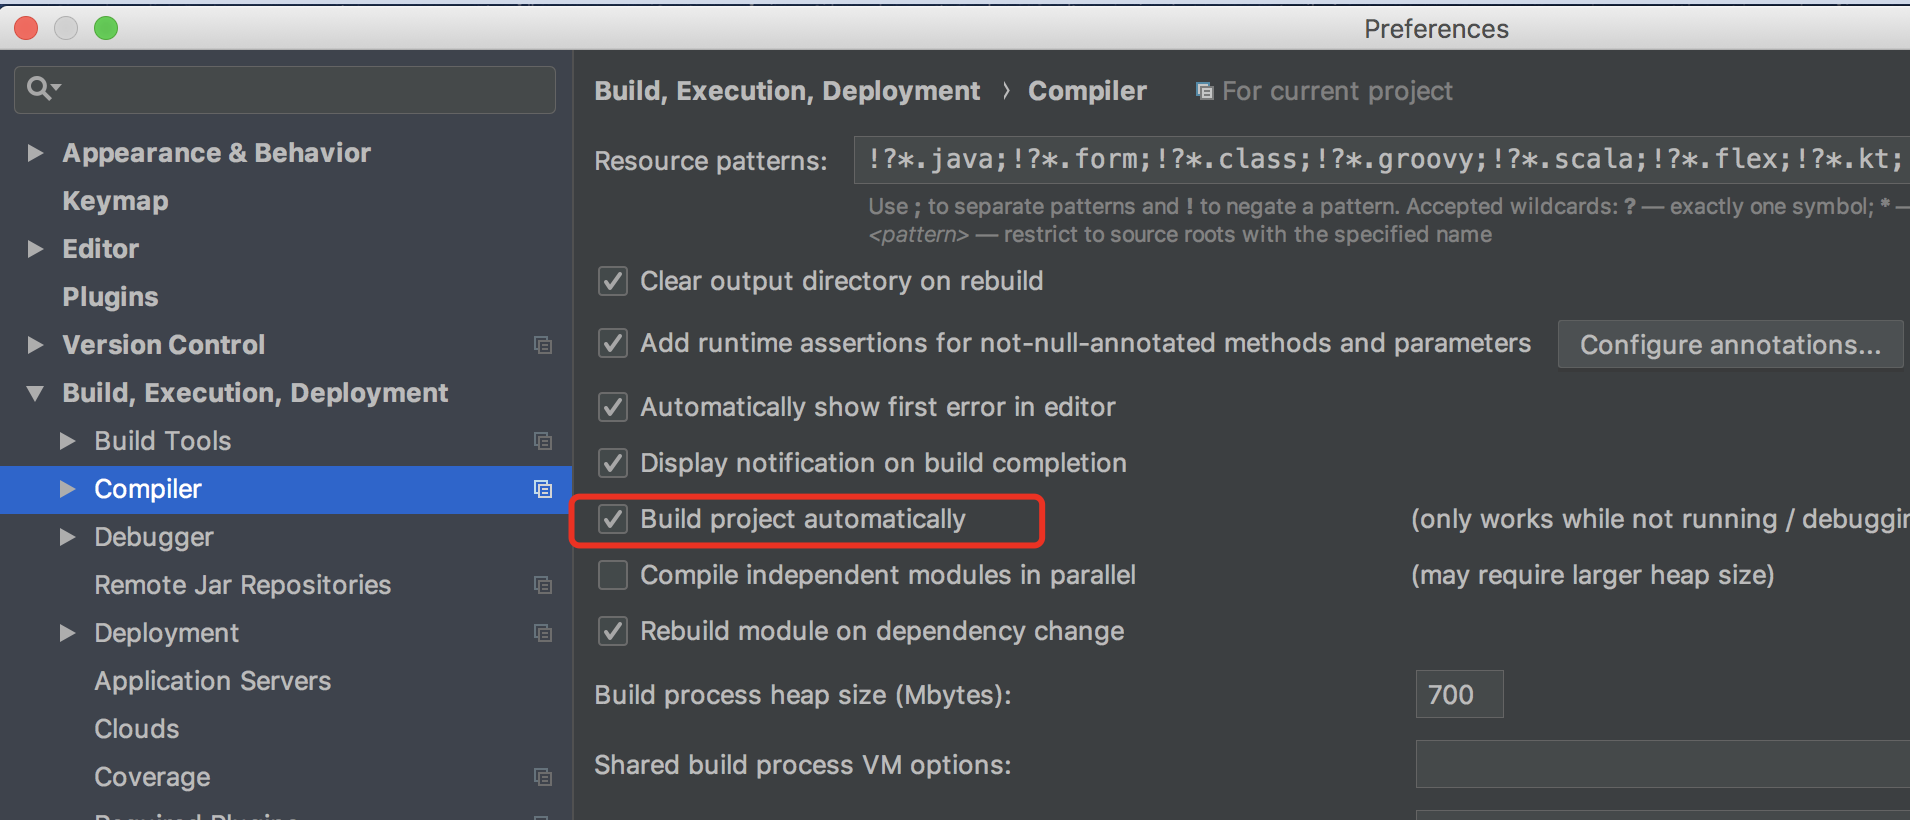 Preferences
Appearance & Behavior
Keymap
Editor
Plugins
Version Control
Build, Execution, Deployment
Build Tools
Compiler
Debugger
Remote Jar Repositories
Deployment
Application Servers
Clouds
Coverage
Required Plugins
Build, Execution, Deployment › Compiler For current project
Resource patterns: !?*.java;!?*.form;!?*.class;!?*.groovy;!?*.scala;!?*.flex;!?*.kt;
Use ; to separate patterns and ! to negate a pattern. Accepted wildcards: ? — exactly one symbol; * —
<pattern> — restrict to source roots with the specified name
Clear output directory on rebuild
Add runtime assertions for not-null-annotated methods and parameters Configure annotations...
Automatically show first error in editor
Display notification on build completion
Build project automatically (only works while not running / debuggin
Compile independent modules in parallel (may require larger heap size)
Rebuild module on dependency change
Build process heap size (Mbytes): 700
Shared build process VM options: